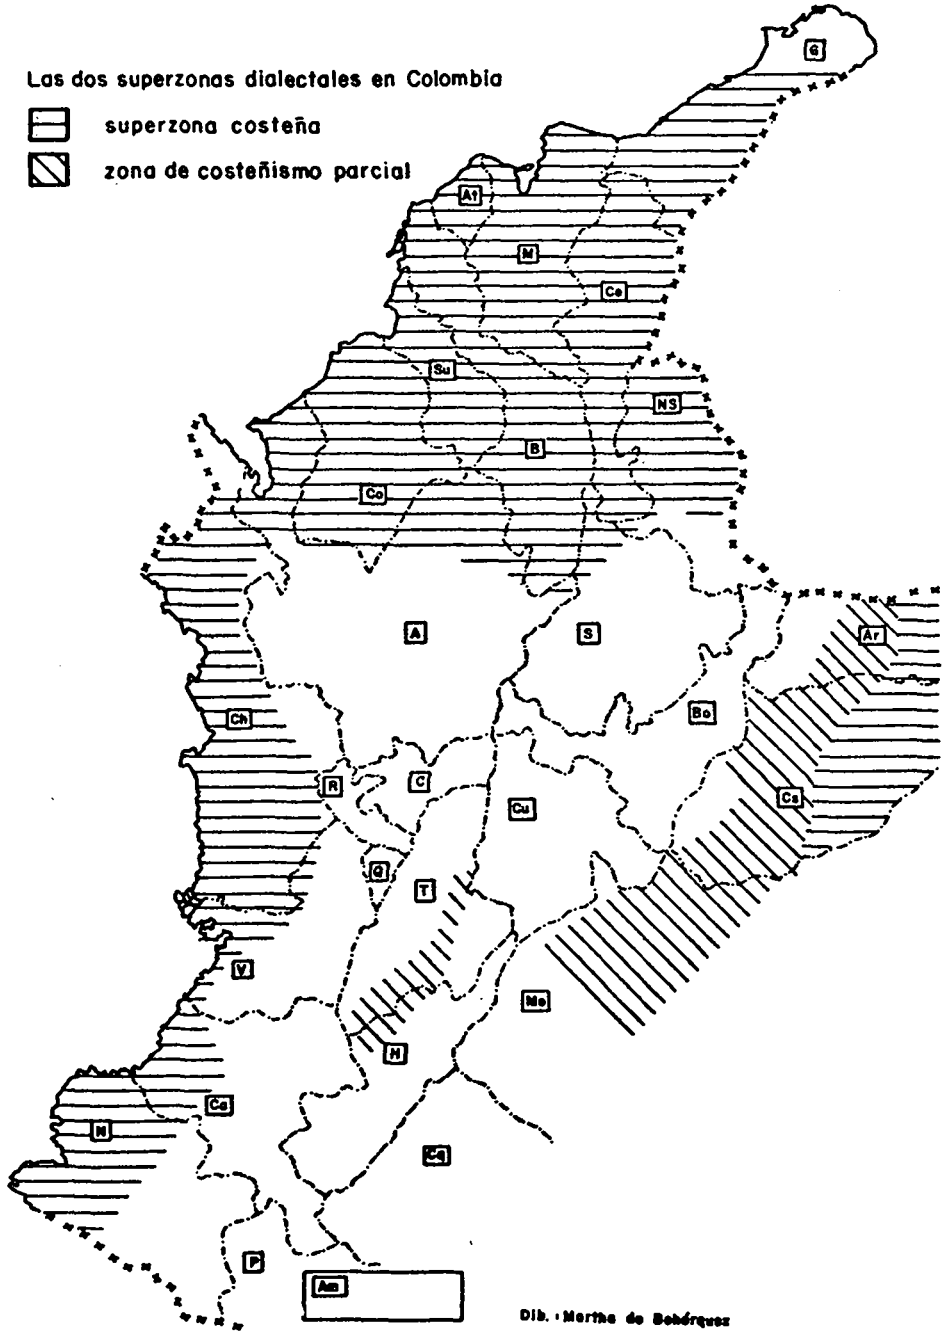 Las dos superzonas dialectales en Colombia
superzona costeña
zona de costeñismo parcial
G
At
M
Ce
Su
NS
B
Co
A
S
Ar
Ch
Bo
R
C
Cu
Cs
Q
T
V
Me
H
Ca
N
Cq
P
Am
Dib. : Martha de Bohórquez